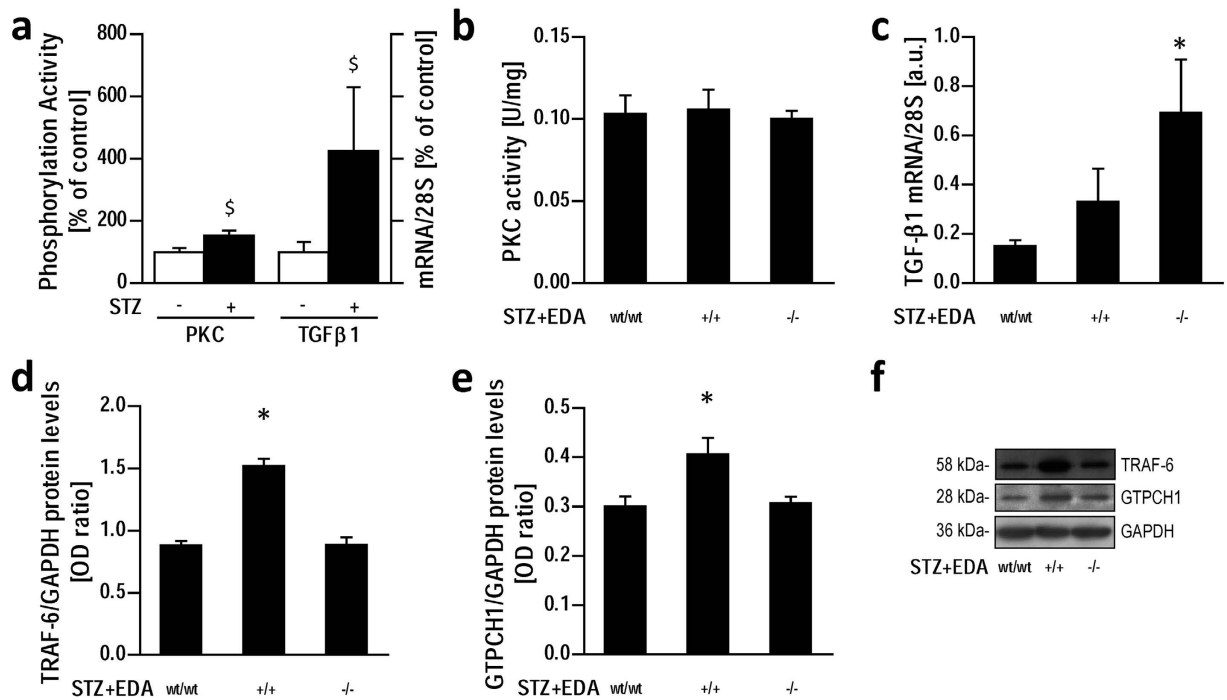 a
Phosphorylation Activity
[% of control]
800
600
400
200
0
$
$
mRNA/28S [% of control]
STZ - + - +
PKC TGFβ1
b
PKC activity [U/mg]
0.15
0.10
0.05
0.00
STZ+EDA wt/wt +/+ -/-
c
TGF-β1 mRNA/28S [a.u.]
1.0
0.8
0.6
0.4
0.2
0.0
*
STZ+EDA wt/wt +/+ -/-
d
TRAF-6/GAPDH protein levels
[OD ratio]
2.0
1.5
1.0
0.5
0.0
*
STZ+EDA wt/wt +/+ -/-
e
GTPCH1/GAPDH protein levels
[OD ratio]
0.5
0.4
0.3
0.2
0.1
0.0
*
STZ+EDA wt/wt +/+ -/-
f
58 kDa- TRAF-6
28 kDa- GTPCH1
36 kDa- GAPDH
STZ+EDA wt/wt +/+ -/-